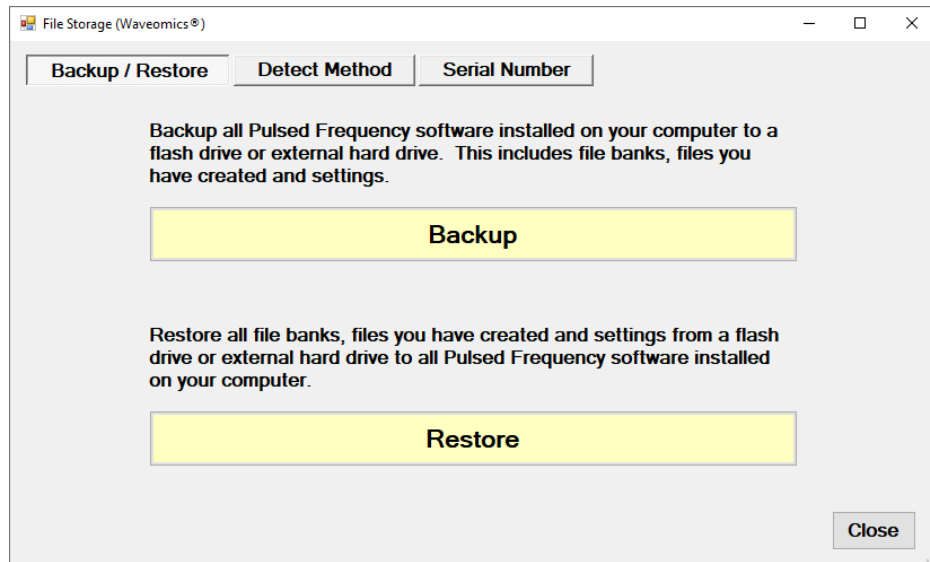 File Storage (Waveomics®)
Backup / Restore Detect Method Serial Number
Backup all Pulsed Frequency software installed on your computer to a
flash drive or external hard drive.  This includes file banks, files you
have created and settings.
Backup
Restore all file banks, files you have created and settings from a flash
drive or external hard drive to all Pulsed Frequency software installed
on your computer.
Restore
Close